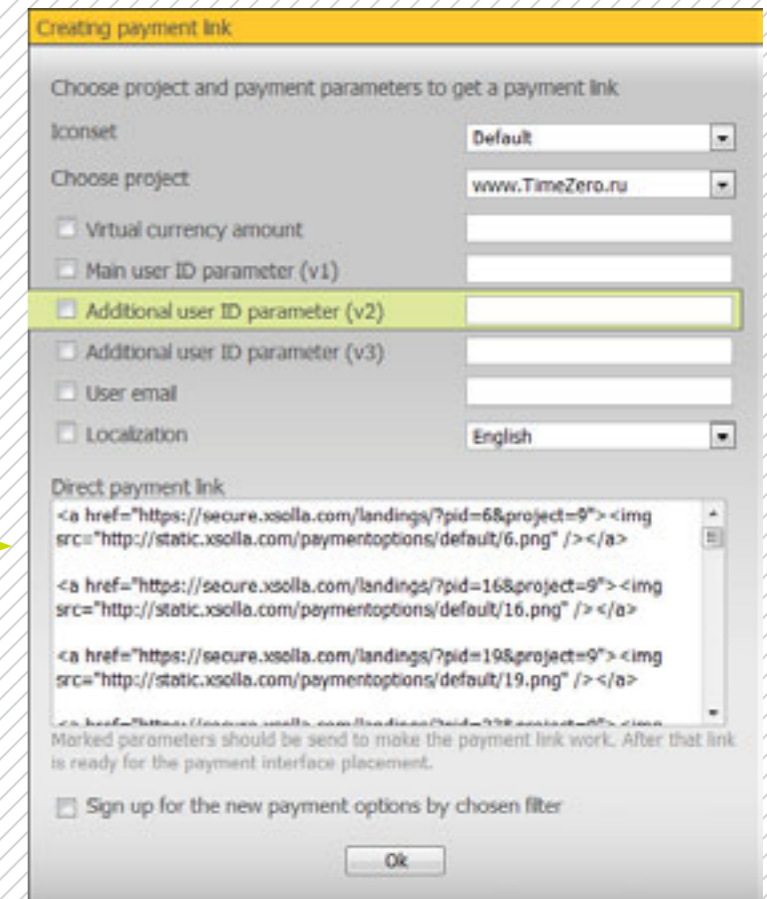 Creating payment link
Choose project and payment parameters to get a payment link
Iconset Default
Choose project www.TimeZero.ru
Virtual currency amount
Main user ID parameter (v1)
Additional user ID parameter (v2)
Additional user ID parameter (v3)
User email
Localization English
Direct payment link
<a href="https://secure.xsolla.com/landings/?pid=6&project=9"><img
src="http://static.xsolla.com/paymentoptions/default/6.png" /></a>
<a href="https://secure.xsolla.com/landings/?pid=16&project=9"><img
src="http://static.xsolla.com/paymentoptions/default/16.png" /></a>
<a href="https://secure.xsolla.com/landings/?pid=19&project=9"><img
src="http://static.xsolla.com/paymentoptions/default/19.png" /></a>
Marked parameters should be send to make the payment link work. After that link
is ready for the payment interface placement.
Sign up for the new payment options by chosen filter
Ok